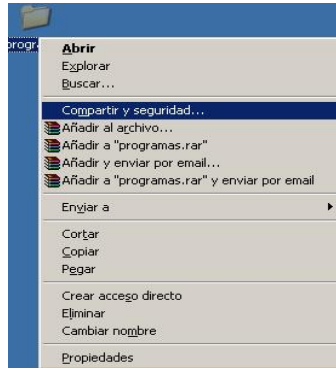 progr
Abrir
Explorar
Buscar...
Compartir y seguridad...
Añadir al archivo...
Añadir a "programas.rar"
Añadir y enviar por email...
Añadir a "programas.rar" y enviar por email
Enviar a
Cortar
Copiar
Pegar
Crear acceso directo
Eliminar
Cambiar nombre
Propiedades